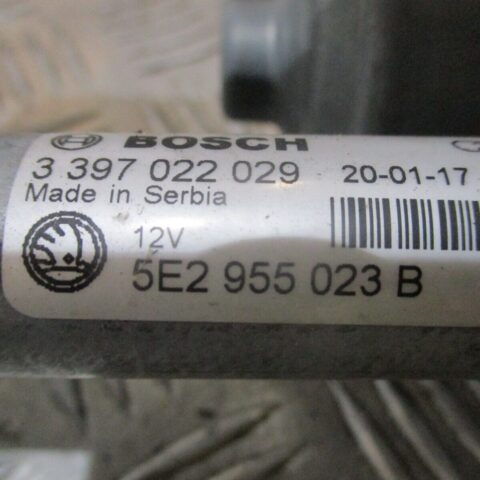 BOSCH
3 397 022 029 20-01-17
Made in Serbia
12V
5E2 955 023 B